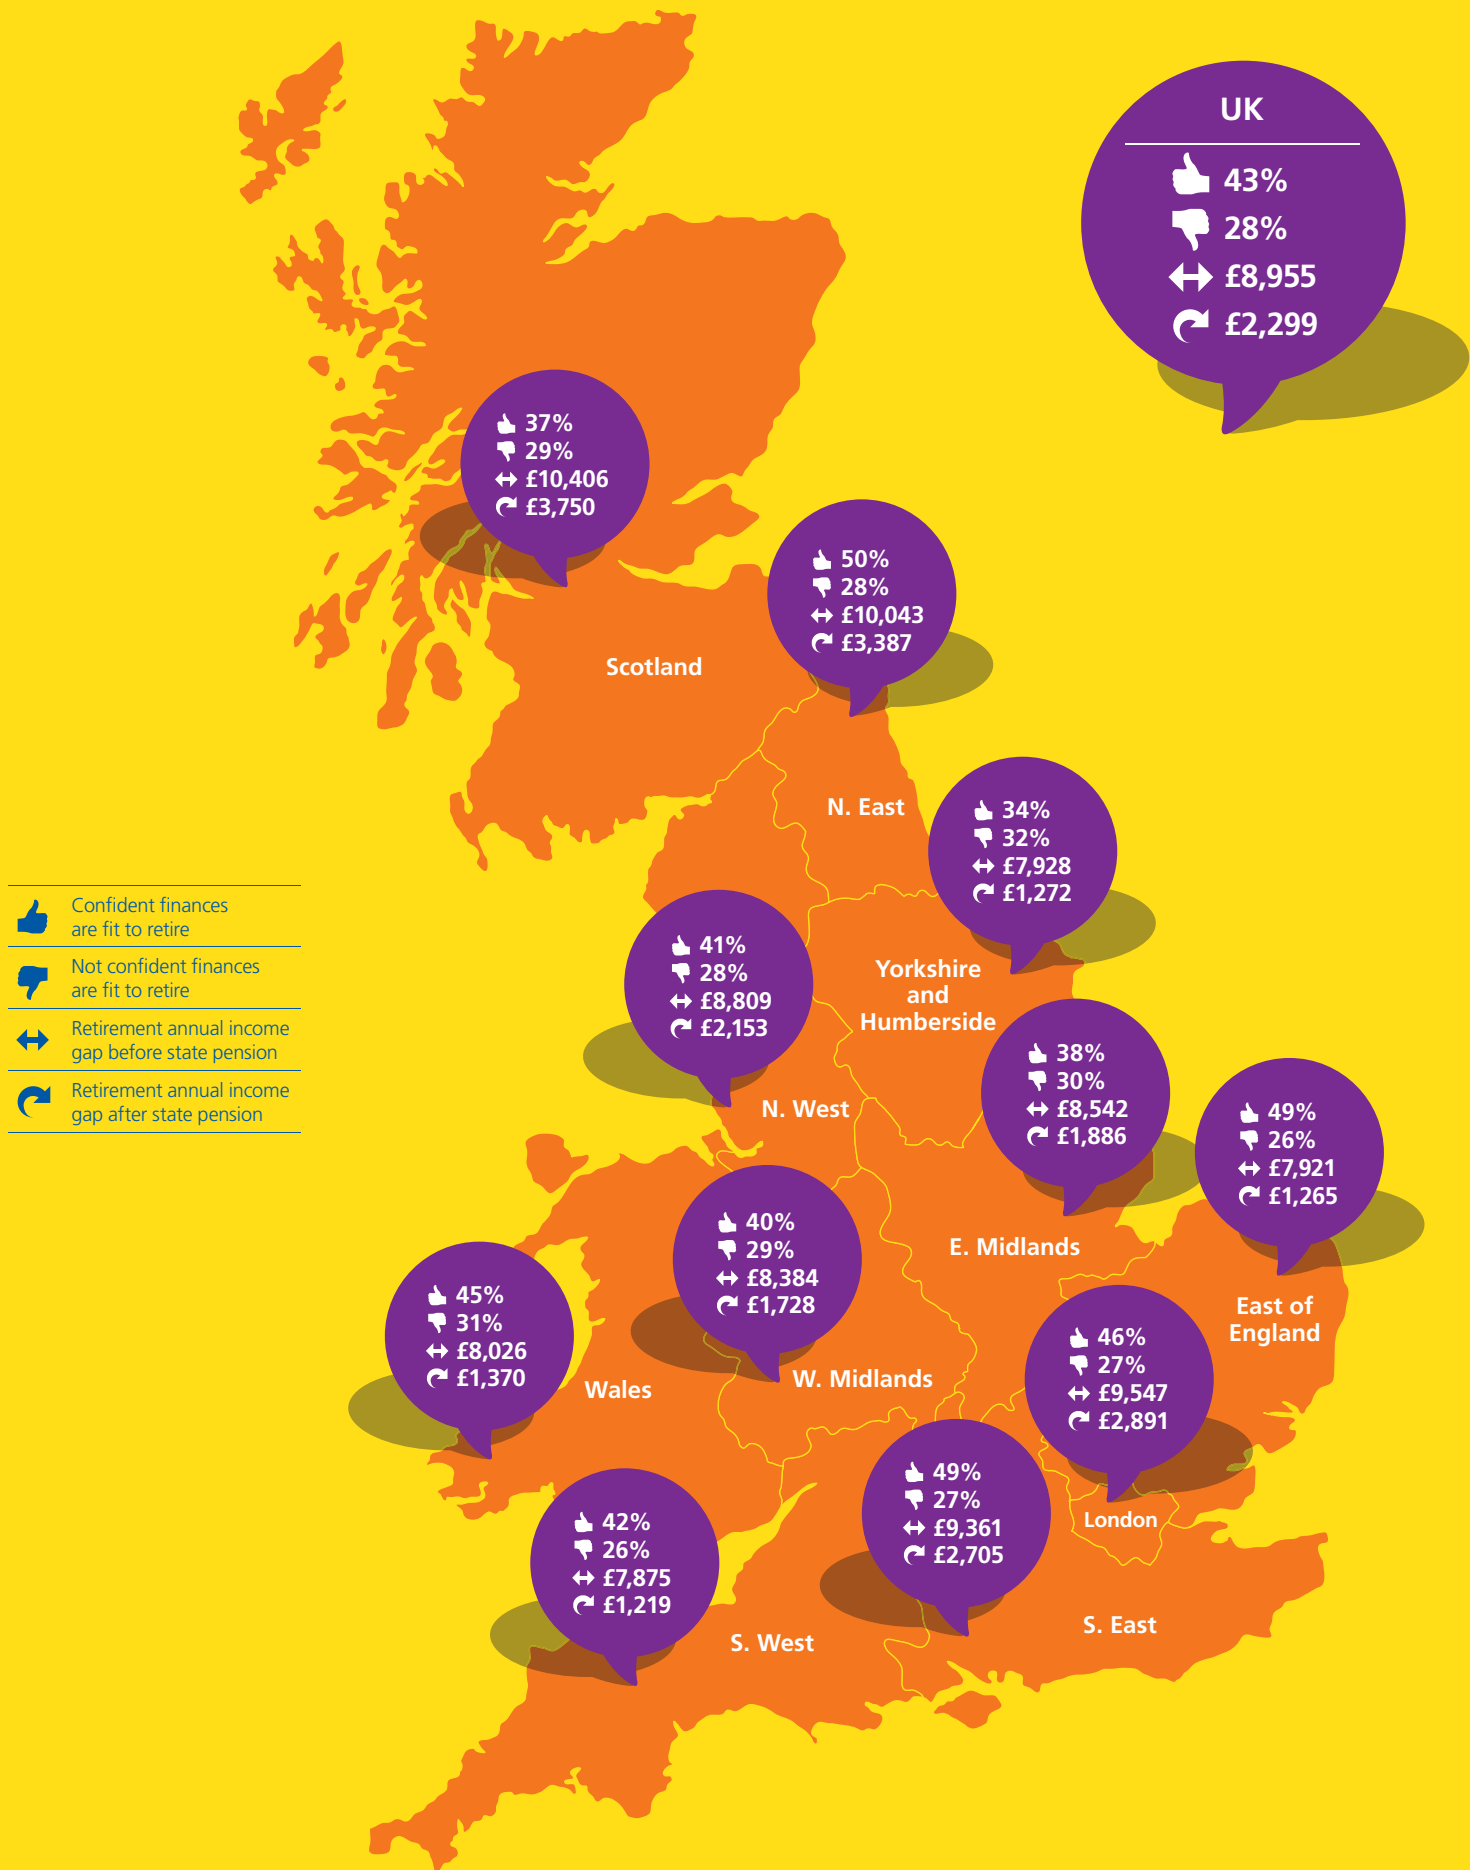 UK
43%
28%
£8,955
£2,299
37%
29%
£10,406
£3,750
50%
28%
£10,043
£3,387
Scotland
N. East
34%
32%
£7,928
£1,272
Confident finances
are fit to retire
Not confident finances
are fit to retire
Retirement annual income
gap before state pension
Retirement annual income
gap after state pension
41%
28%
£8,809
£2,153
Yorkshire
and
Humberside
N. West
38%
30%
£8,542
£1,886
49%
26%
£7,921
£1,265
40%
29%
£8,384
£1,728
E. Midlands
East of
England
45%
31%
£8,026
£1,370
Wales
W. Midlands
46%
27%
£9,547
£2,891
49%
27%
£9,361
£2,705
London
42%
26%
£7,875
£1,219
S. West
S. East